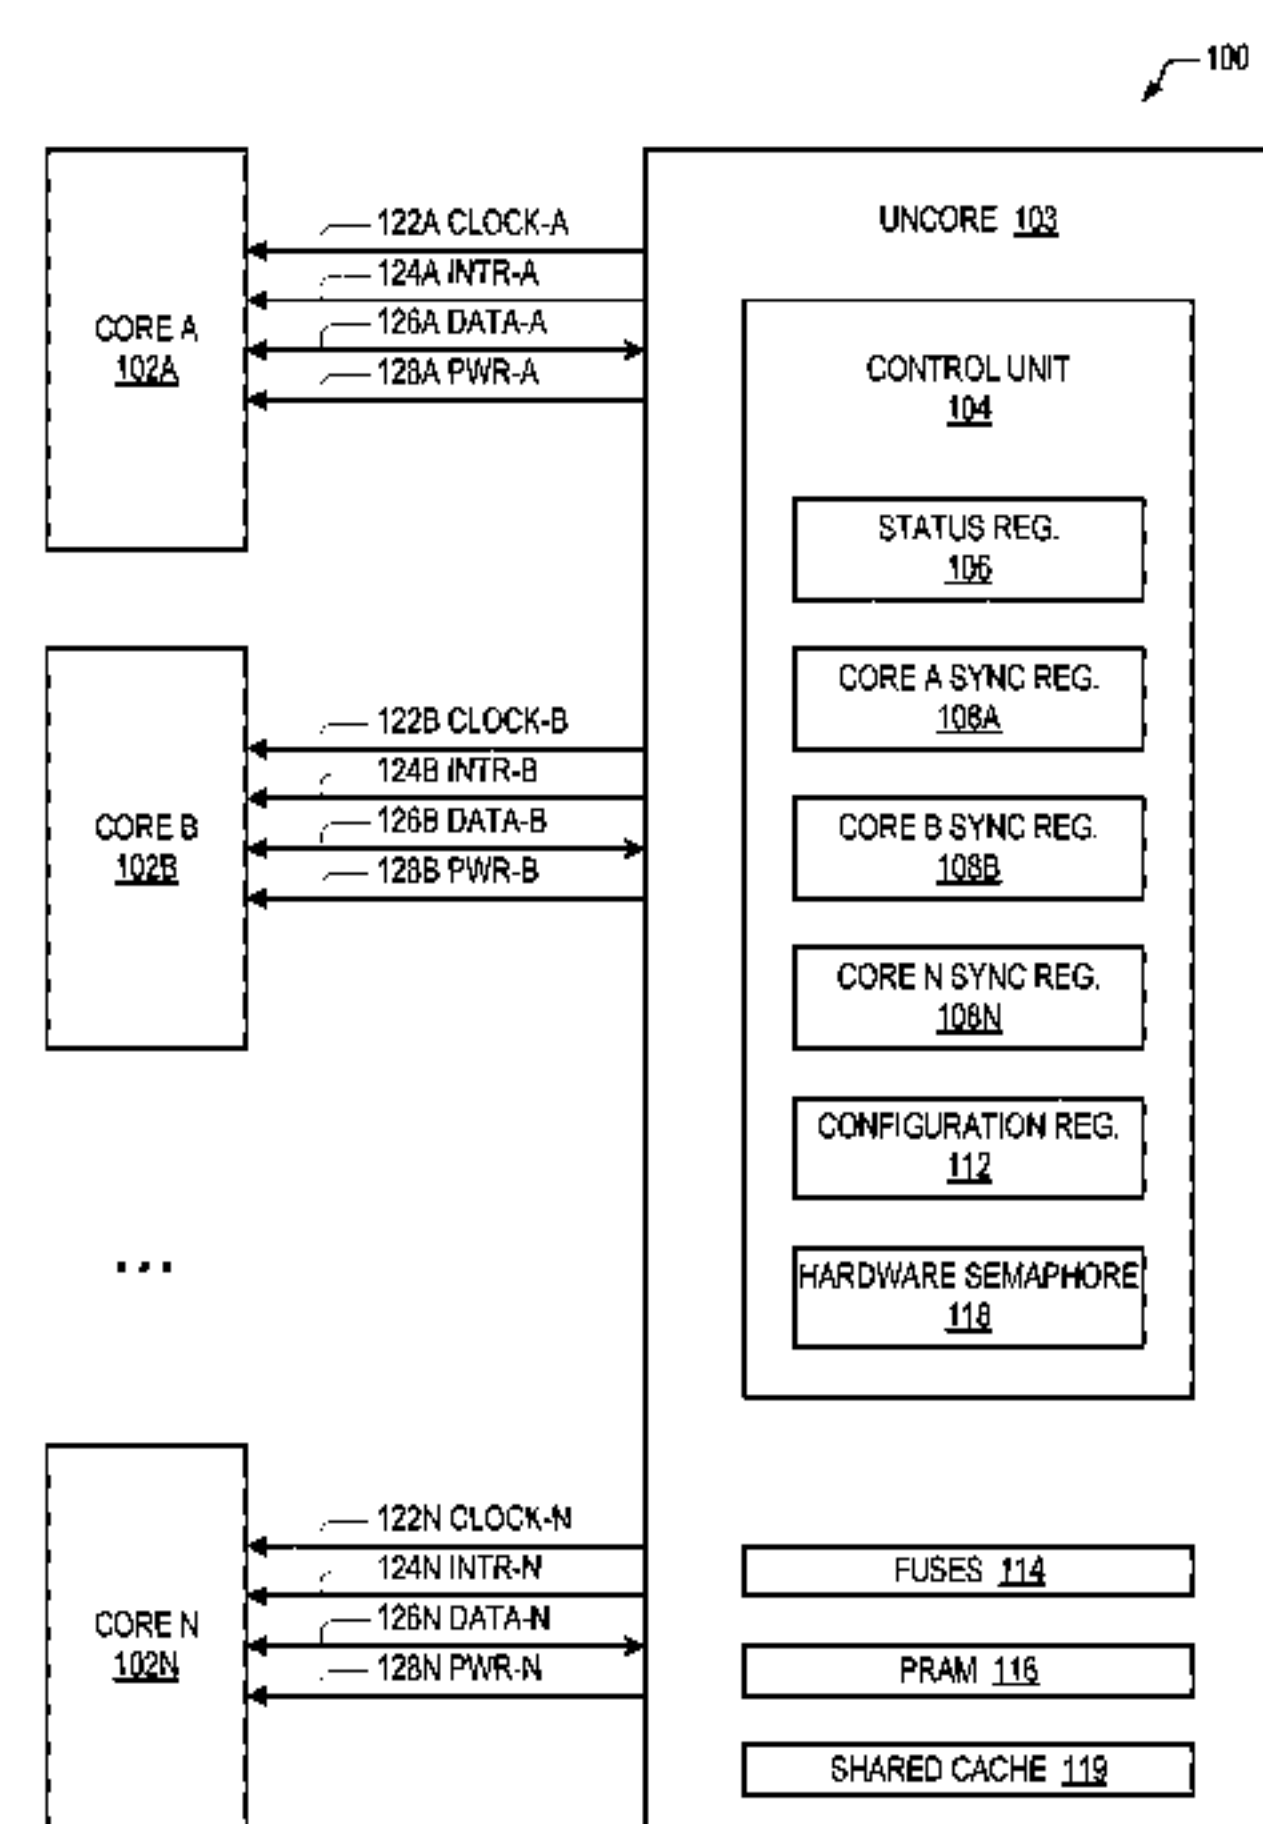 100
UNCORE 103
122A CLOCK-A
124A INTR-A
126A DATA-A
128A PWR-A
CORE A
102A
CONTROL UNIT
104
STATUS REG.
106
CORE A SYNC REG.
108A
122B CLOCK-B
124B INTR-B
126B DATA-B
128B PWR-B
CORE B
102B
CORE B SYNC REG.
108B
CORE N SYNC REG.
108N
CONFIGURATION REG.
112
...
HARDWARE SEMAPHORE
118
122N CLOCK-N
124N INTR-N
126N DATA-N
128N PWR-N
CORE N
102N
FUSES 114
PRAM 116
SHARED CACHE 119